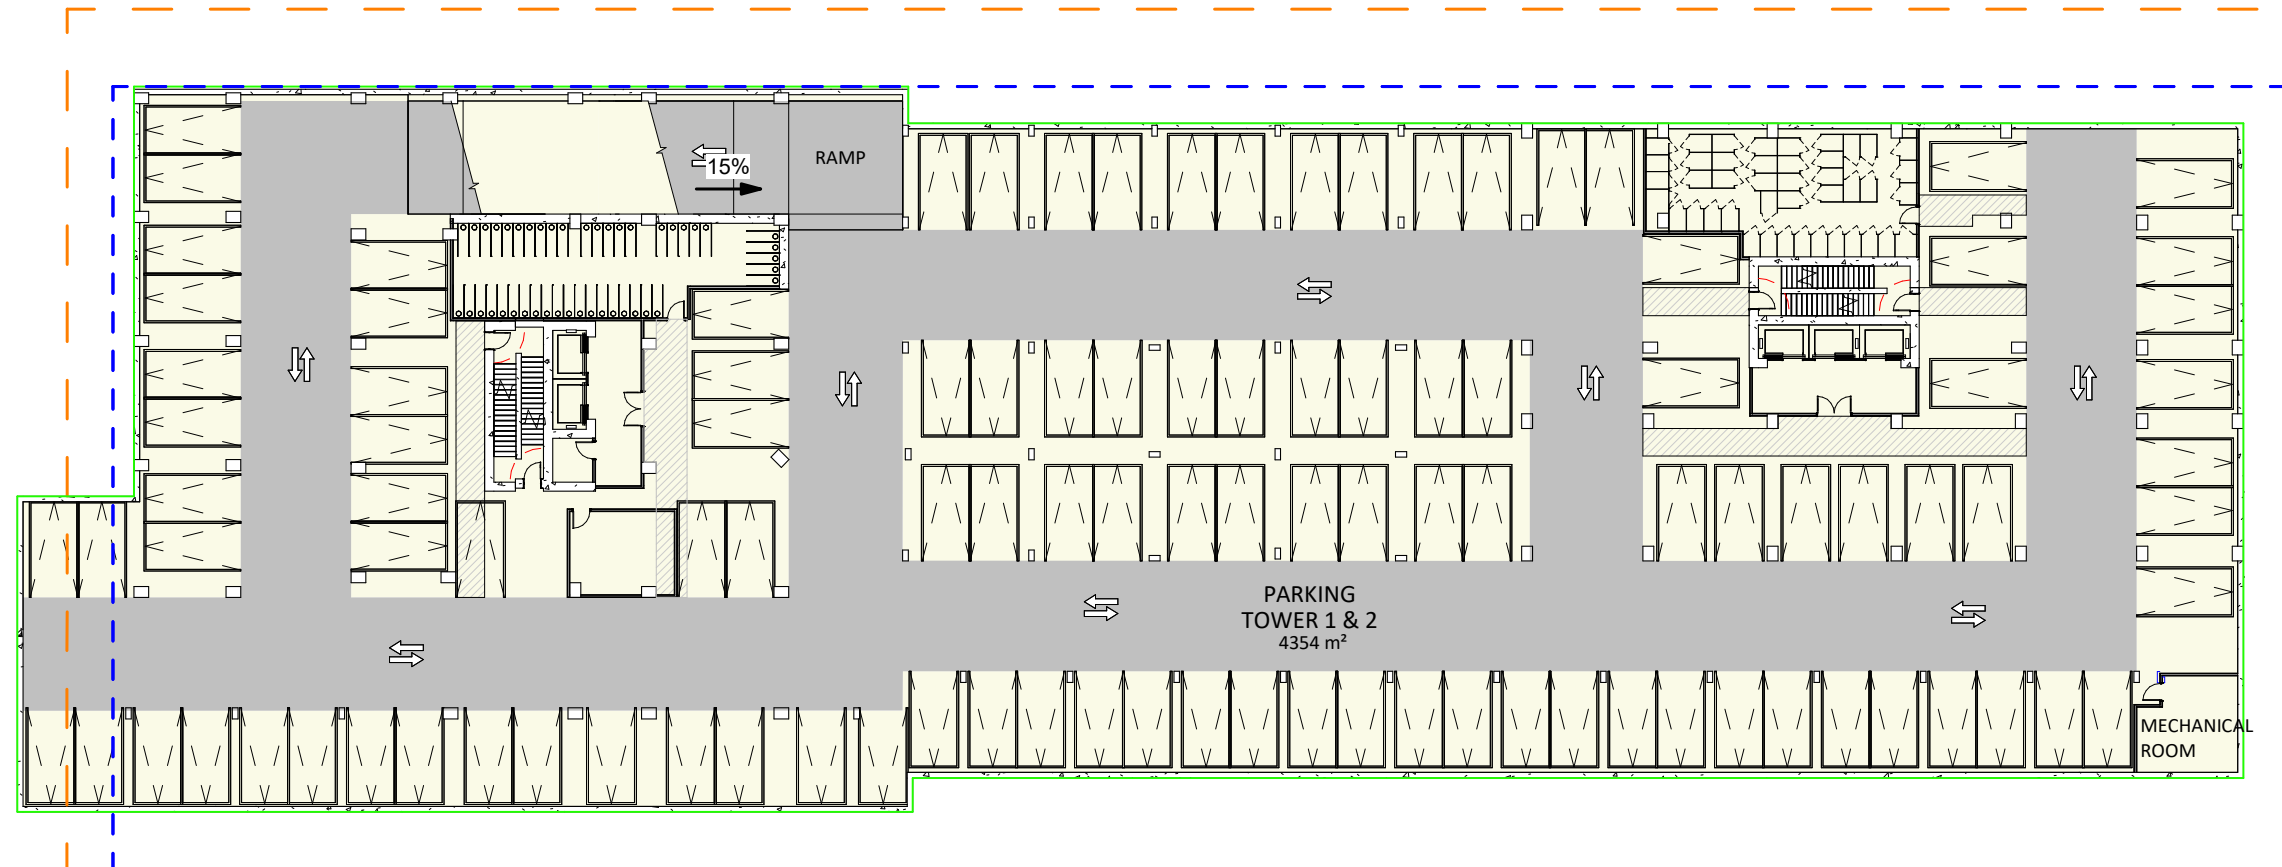 15%
RAMP
PARKING
TOWER 1 & 2
4354 m²
MECHANICAL
ROOM